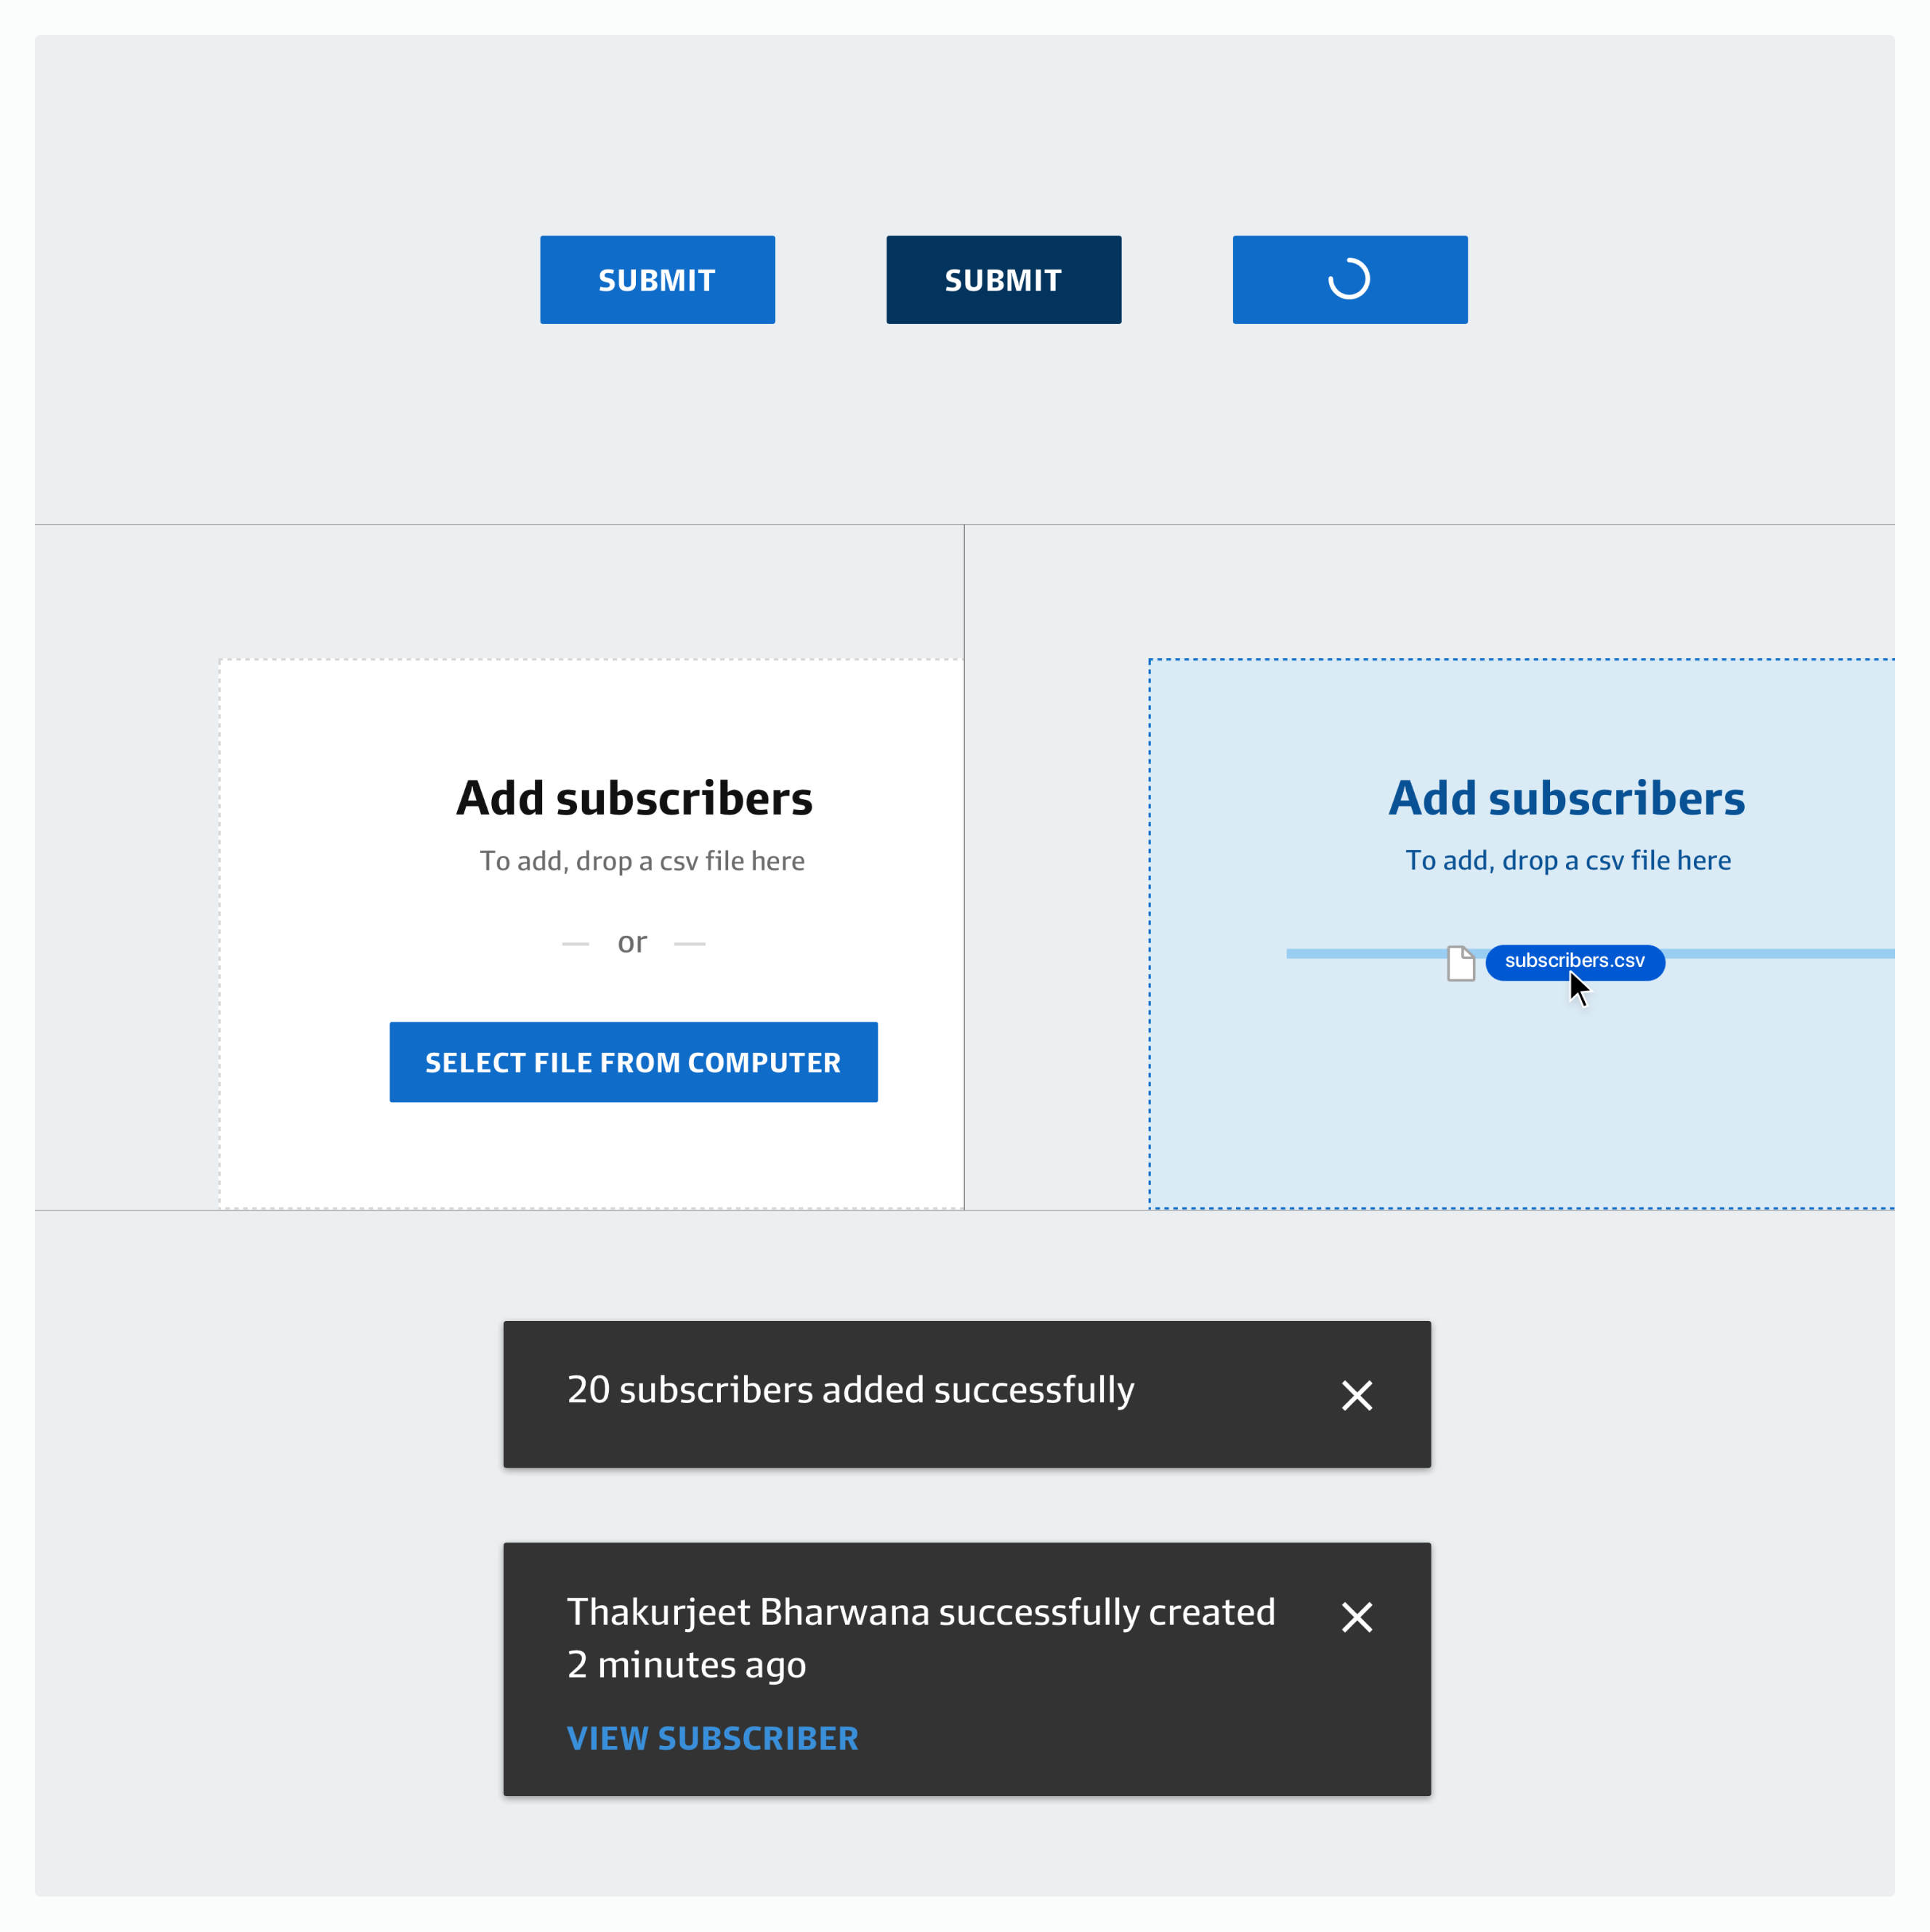 SUBMIT
SUBMIT
Add subscribers
To add, drop a csv file here
or
SELECT FILE FROM COMPUTER
Add subscribers
To add, drop a csv file here
subscribers.csv
20 subscribers added successfully
Thakurjeet Bharwana successfully created
2 minutes ago
VIEW SUBSCRIBER